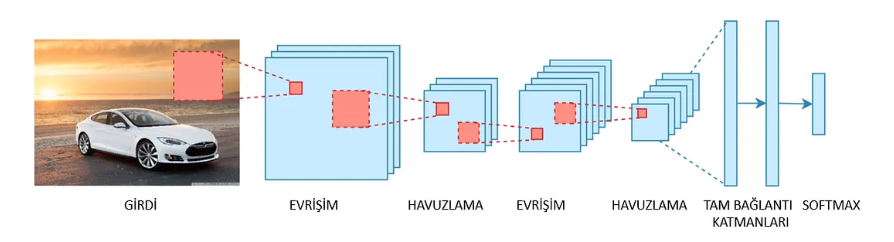 GİRDİ
EVRİŞİM
HAVUZLAMA
EVRİŞİM
HAVUZLAMA
TAM BAĞLANTI
KATMANLARI
SOFTMAX